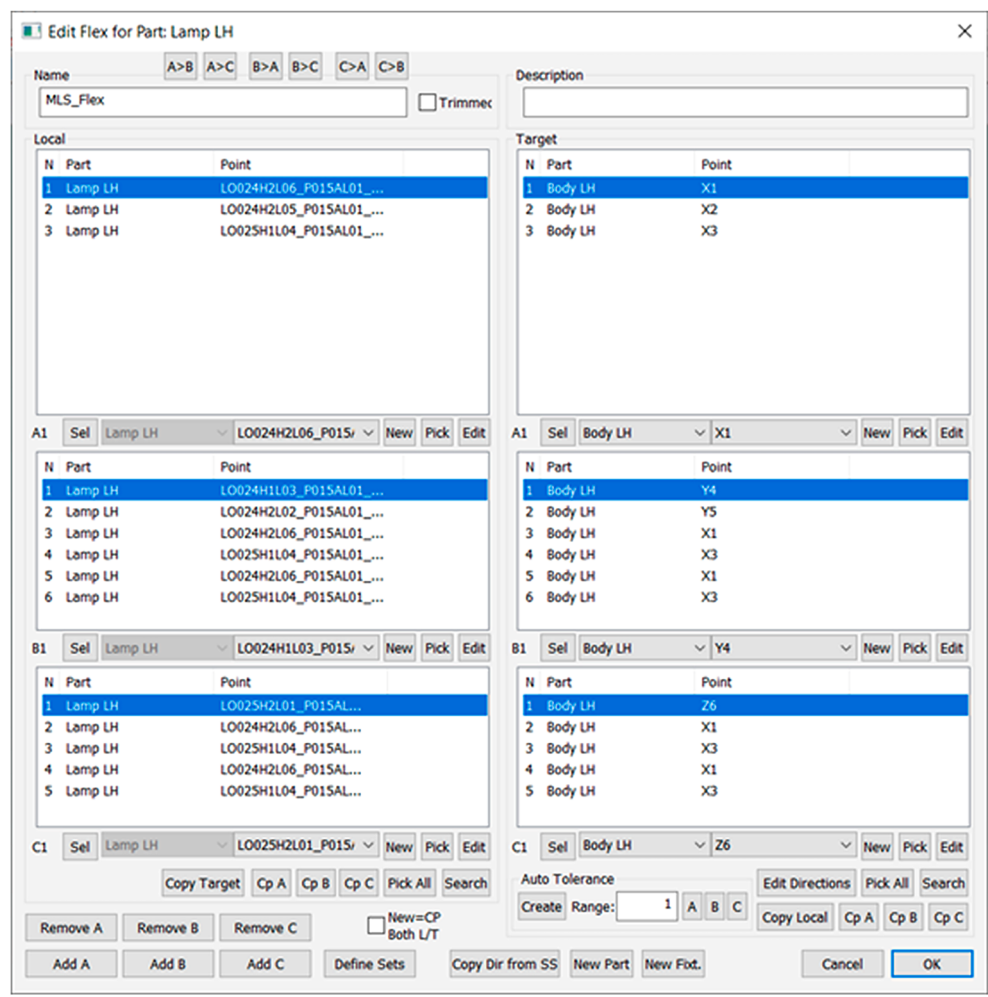 Edit Flex for Part: Lamp LH
A>B A>C B>A B>C C>A C>B
Name
MLS_Flex
Trimmed
Description
Local
N Part Point
1 Lamp LH LO024H2L06_P015AL01_...
2 Lamp LH LO024H2L05_P015AL01_...
3 Lamp LH LO025H1L04_P015AL01_...
A1 Sel Lamp LH LO024H2L06_P015A New Pick Edit
N Part Point
1 Lamp LH LO024H1L03_P015AL01_...
2 Lamp LH LO024H2L02_P015AL01_...
3 Lamp LH LO024H2L06_P015AL01_...
4 Lamp LH LO025H1L04_P015AL01_...
5 Lamp LH LO024H2L06_P015AL01_...
6 Lamp LH LO025H1L04_P015AL01_...
B1 Sel Lamp LH LO024H1L03_P015A New Pick Edit
N Part Point
1 Lamp LH LO025H2L01_P015AL...
2 Lamp LH LO024H2L06_P015AL...
3 Lamp LH LO025H1L04_P015AL...
4 Lamp LH LO024H2L06_P015AL...
5 Lamp LH LO025H1L04_P015AL...
C1 Sel Lamp LH LO025H2L01_P015A New Pick Edit
Copy Target Cp A Cp B Cp C Pick All Search
Target
N Part Point
1 Body LH X1
2 Body LH X2
3 Body LH X3
A1 Sel Body LH X1 New Pick Edit
N Part Point
1 Body LH Y4
2 Body LH Y5
3 Body LH X1
4 Body LH X3
5 Body LH X1
6 Body LH X3
B1 Sel Body LH Y4 New Pick Edit
N Part Point
1 Body LH Z6
2 Body LH X1
3 Body LH X3
4 Body LH X1
5 Body LH X3
C1 Sel Body LH Z6 New Pick Edit
Auto Tolerance
Create Range: 1 A B C
Edit Directions Pick All Search
Copy Local Cp A Cp B Cp C
Remove A Remove B Remove C
New=CP
Both L/T
Add A Add B Add C Define Sets Copy Dir from SS New Part New Fixt. Cancel OK